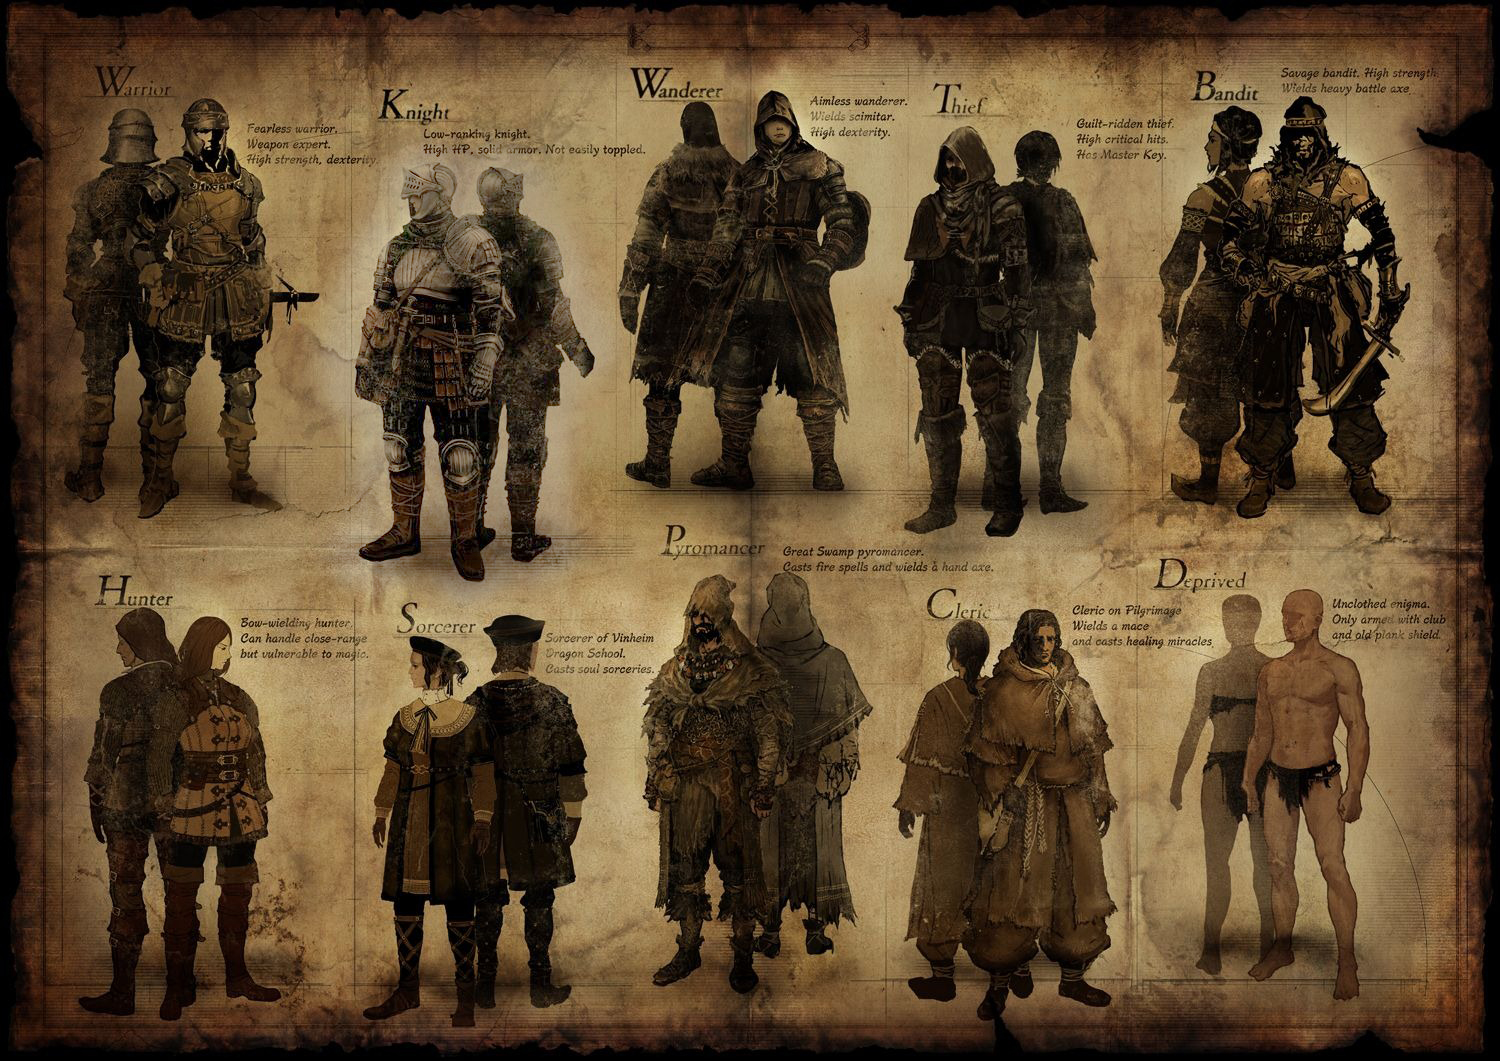 Warrior
Fearless warrior.
Weapon expert.
High strength, dexterity.
Knight
Low-ranking knight.
High HP, solid armor. Not easily toppled.
Wanderer
Aimless wanderer.
Wields scimitar.
High dexterity.
Thief
Guilt-ridden thief.
High critical hits.
Has Master Key.
Bandit
Savage bandit. High strength.
Wields heavy battle axe
Hunter
Bow-wielding hunter.
Can handle close-range
but vulnerable to magic.
Sorcerer
Sorcerer of Vinheim
Dragon School.
Casts soul sorceries.
Pyromancer
Great Swamp pyromancer.
Casts fire spells and wields a hand axe.
Cleric
Cleric on Pilgrimage
Wields a mace
and casts healing miracles
Deprived
Unclothed enigma.
Only armed with club
and old plank shield.